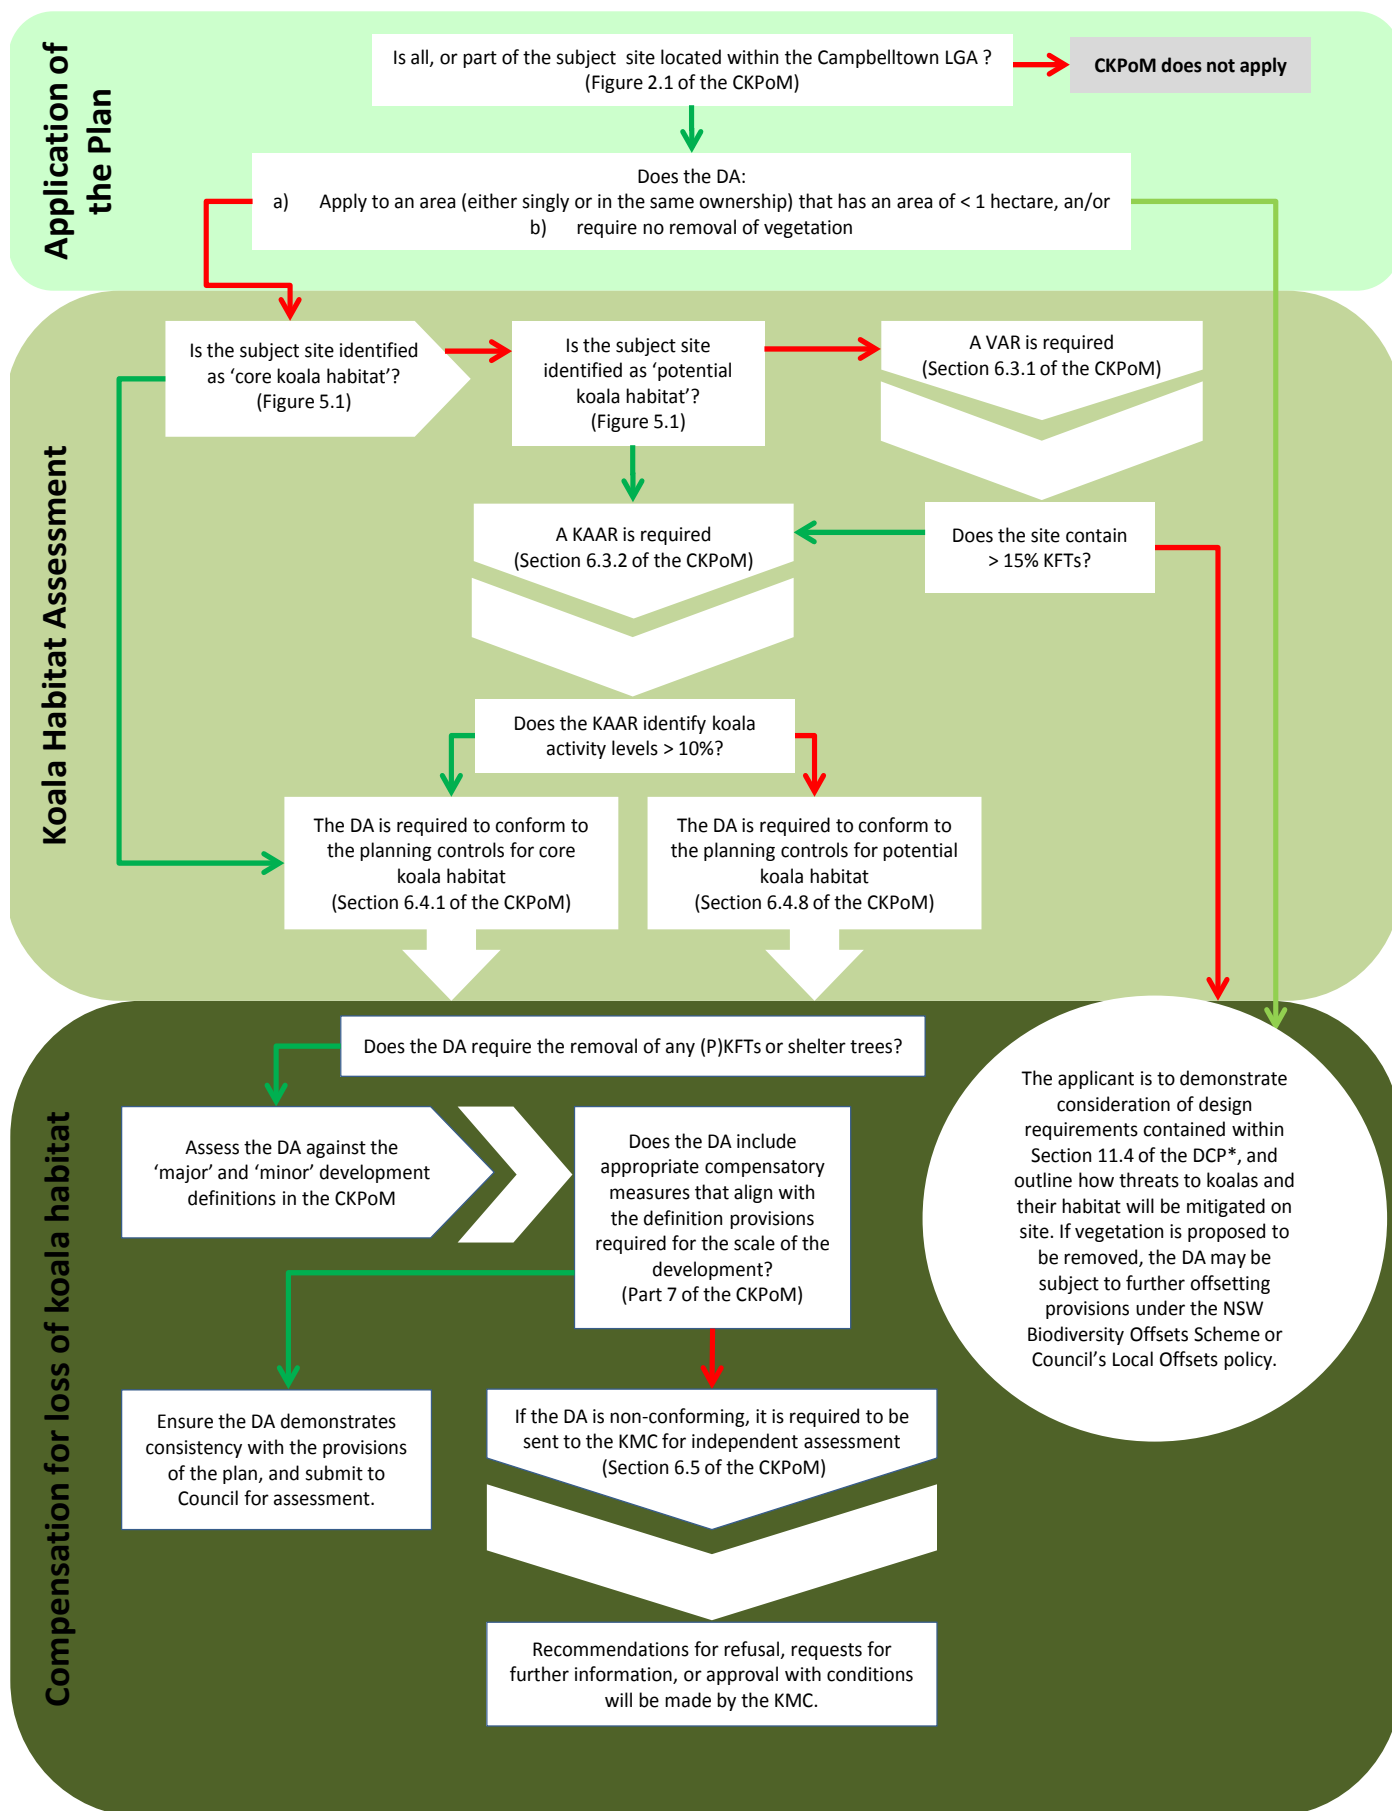 Application of
the Plan
Is all, or part of the subject site located within the Campbelltown LGA ?
(Figure 2.1 of the CKPoM)
CKPoM does not apply
Does the DA:
a) Apply to an area (either singly or in the same ownership) that has an area of < 1 hectare, an/or
b) require no removal of vegetation
Koala Habitat Assessment
Is the subject site identified
as ‘core koala habitat’?
(Figure 5.1)
Is the subject site
identified as ‘potential
koala habitat’?
(Figure 5.1)
A VAR is required
(Section 6.3.1 of the CKPoM)
A KAAR is required
(Section 6.3.2 of the CKPoM)
Does the site contain
> 15% KFTs?
Does the KAAR identify koala
activity levels > 10%?
The DA is required to conform to
the planning controls for core
koala habitat
(Section 6.4.1 of the CKPoM)
The DA is required to conform to
the planning controls for potential
koala habitat
(Section 6.4.8 of the CKPoM)
Compensation for loss of koala habitat
Does the DA require the removal of any (P)KFTs or shelter trees?
Assess the DA against the
‘major’ and ‘minor’ development
definitions in the CKPoM
Does the DA include
appropriate compensatory
measures that align with
the definition provisions
required for the scale of the
development?
(Part 7 of the CKPoM)
The applicant is to demonstrate
consideration of design
requirements contained within
Section 11.4 of the DCP*, and
outline how threats to koalas and
their habitat will be mitigated on
site. If vegetation is proposed to
be removed, the DA may be
subject to further offsetting
provisions under the NSW
Biodiversity Offsets Scheme or
Council’s Local Offsets policy.
Ensure the DA demonstrates
consistency with the provisions
of the plan, and submit to
Council for assessment.
If the DA is non-conforming, it is required to be
sent to the KMC for independent assessment
(Section 6.5 of the CKPoM)
Recommendations for refusal, requests for
further information, or approval with conditions
will be made by the KMC.